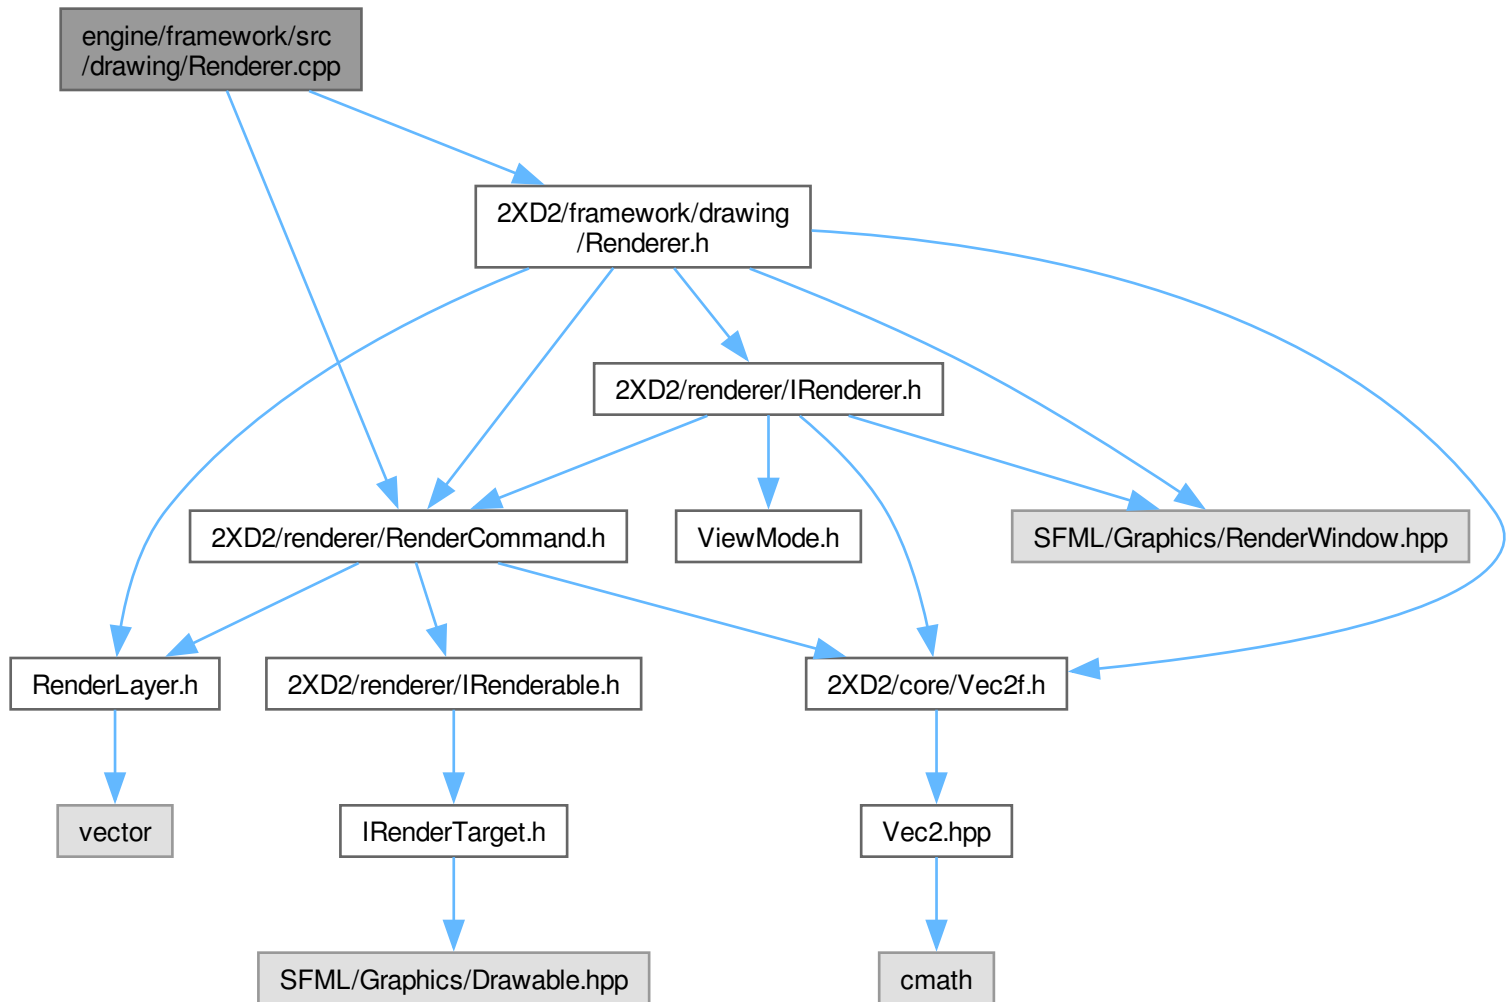 engine/framework/src
/drawing/Renderer.cpp
2XD2/framework/drawing
/Renderer.h
2XD2/renderer/IRenderer.h
2XD2/renderer/RenderCommand.h
ViewMode.h
SFML/Graphics/RenderWindow.hpp
RenderLayer.h
2XD2/renderer/IRenderable.h
2XD2/core/Vec2f.h
vector
IRenderTarget.h
Vec2.hpp
SFML/Graphics/Drawable.hpp
cmath